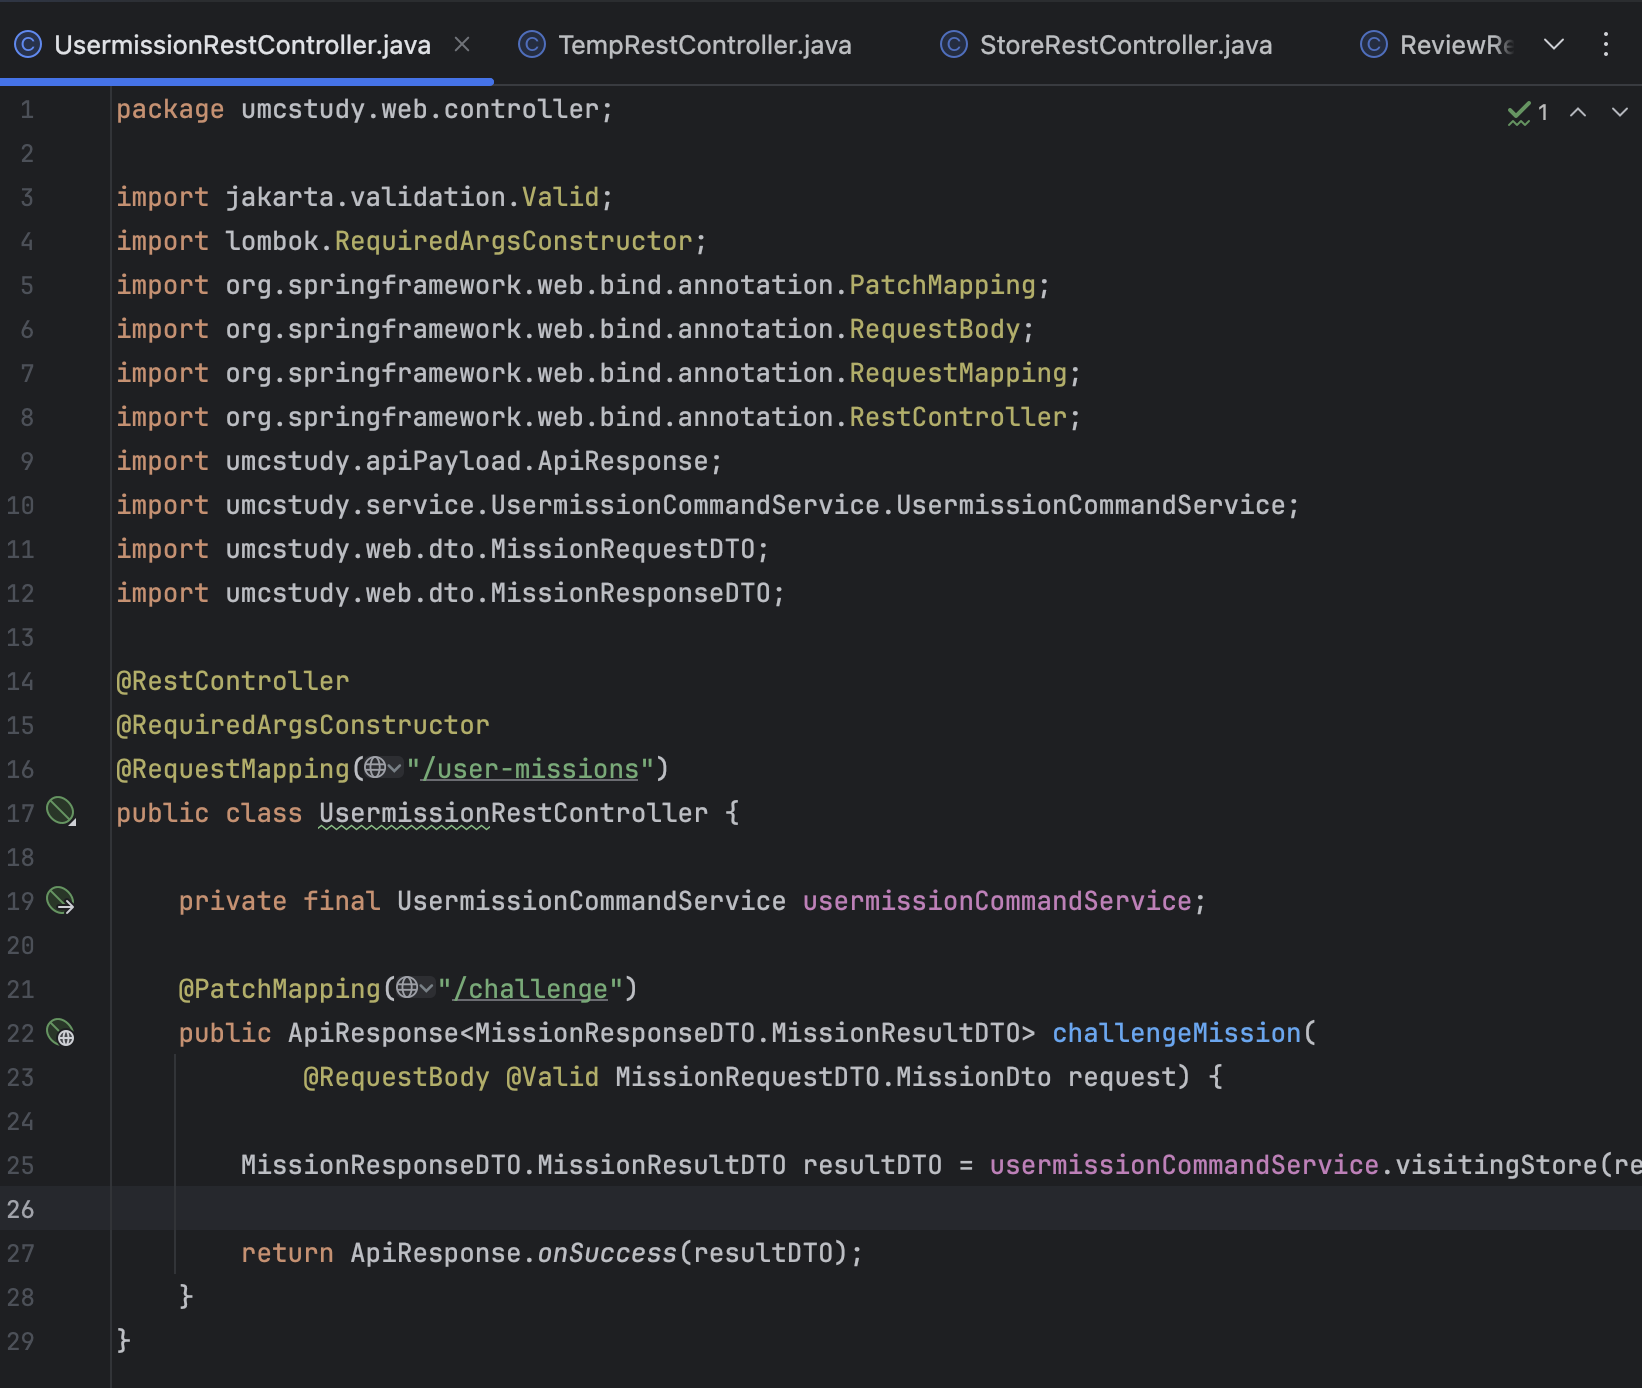 UsermissionRestController.java
TempRestController.java
StoreRestController.java
ReviewRe
1
1 package umcstudy.web.controller;
2
3 import jakarta.validation.Valid;
4 import lombok.RequiredArgsConstructor;
5 import org.springframework.web.bind.annotation.PatchMapping;
6 import org.springframework.web.bind.annotation.RequestBody;
7 import org.springframework.web.bind.annotation.RequestMapping;
8 import org.springframework.web.bind.annotation.RestController;
9 import umcstudy.apiPayload.ApiResponse;
10 import umcstudy.service.UsermissionCommandService.UsermissionCommandService;
11 import umcstudy.web.dto.MissionRequestDTO;
12 import umcstudy.web.dto.MissionResponseDTO;
13
14 @RestController
15 @RequiredArgsConstructor
16 @RequestMapping("/user-missions")
17 public class UsermissionRestController {
18
19 private final UsermissionCommandService usermissionCommandService;
20
21 @PatchMapping("/challenge")
22 public ApiResponse<MissionResponseDTO.MissionResultDTO> challengeMission(
23 @RequestBody @Valid MissionRequestDTO.MissionDto request) {
24
25 MissionResponseDTO.MissionResultDTO resultDTO = usermissionCommandService.visitingStore(re
26
27 return ApiResponse.onSuccess(resultDTO);
28 }
29 }